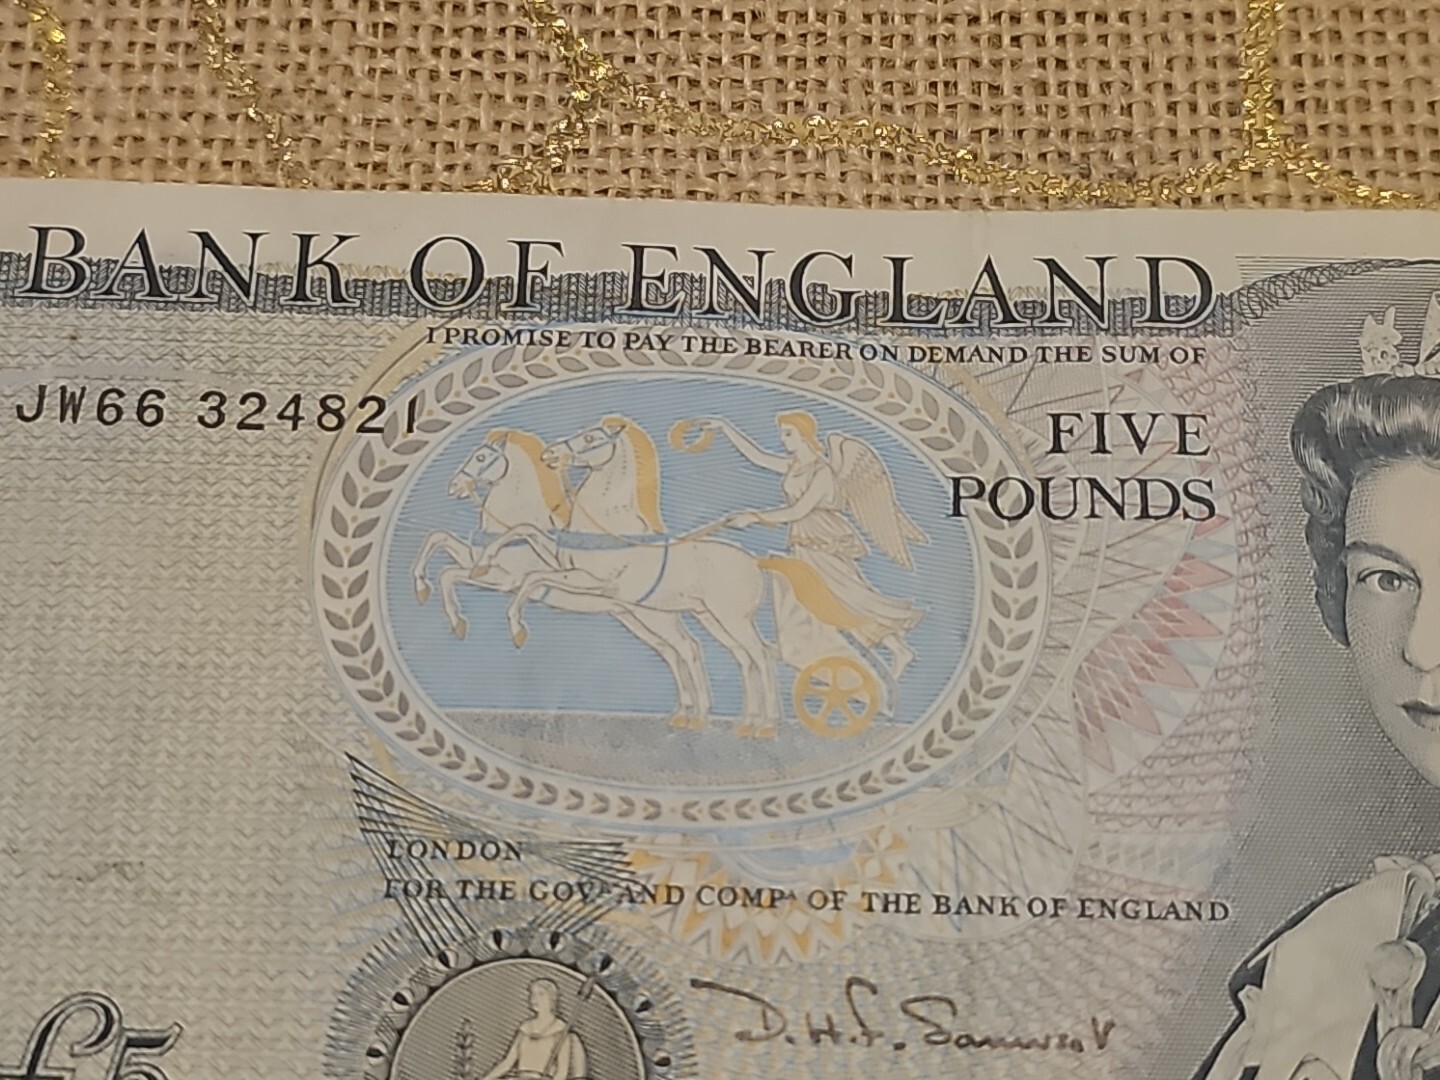 BANK OF ENGLAND
I PROMISE TO PAY THE BEARER ON DEMAND THE SUM OF
JW66 324821
FIVE
POUNDS
LONDON
FOR THE GOVR AND COMPA OF THE BANK OF ENGLAND
D.H.F. Somerset
£5